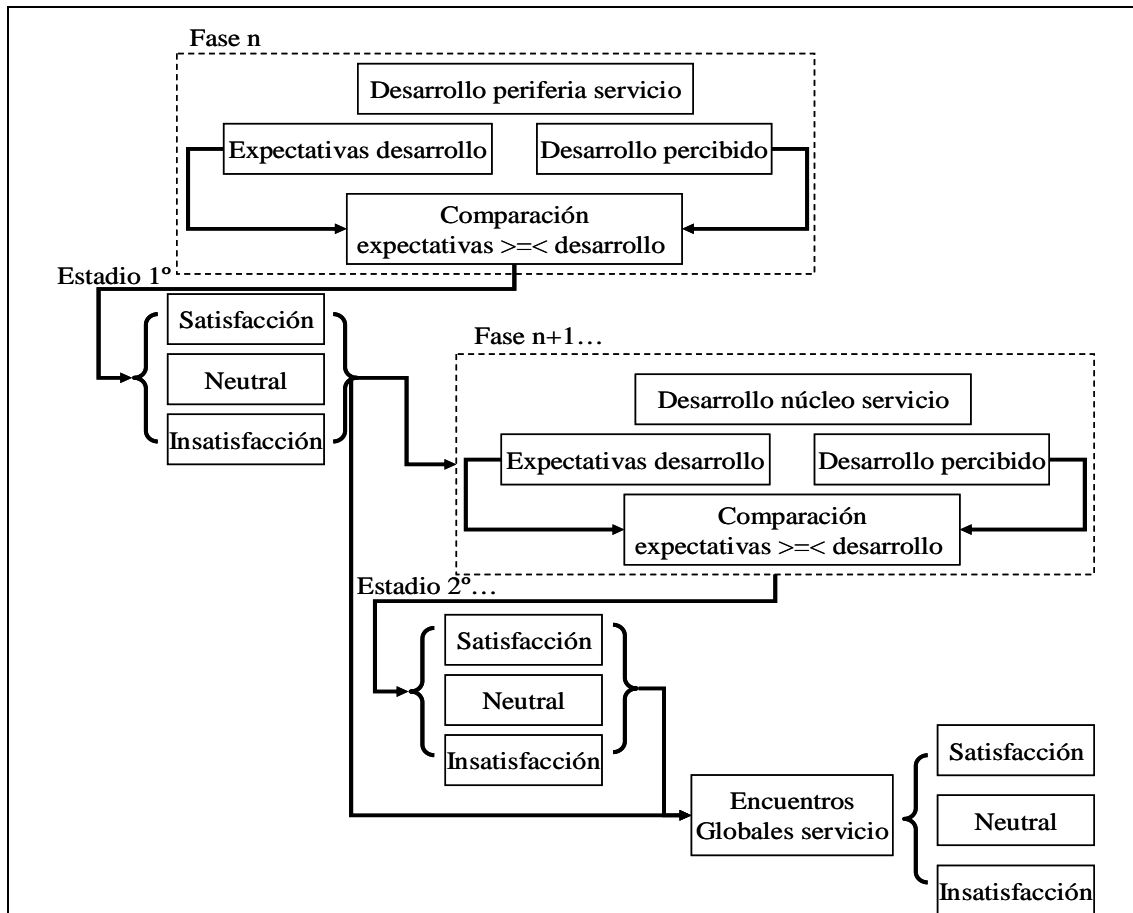 Fase n
Desarrollo periferia servicio
Expectativas desarrollo
Desarrollo percibido
Comparación
expectativas >=< desarrollo
Estadio 1º
Satisfacción
Neutral
Insatisfacción
Fase n+1…
Desarrollo núcleo servicio
Expectativas desarrollo
Desarrollo percibido
Comparación
expectativas >=< desarrollo
Estadio 2º…
Satisfacción
Neutral
Insatisfacción
Encuentros
Globales servicio
Satisfacción
Neutral
Insatisfacción